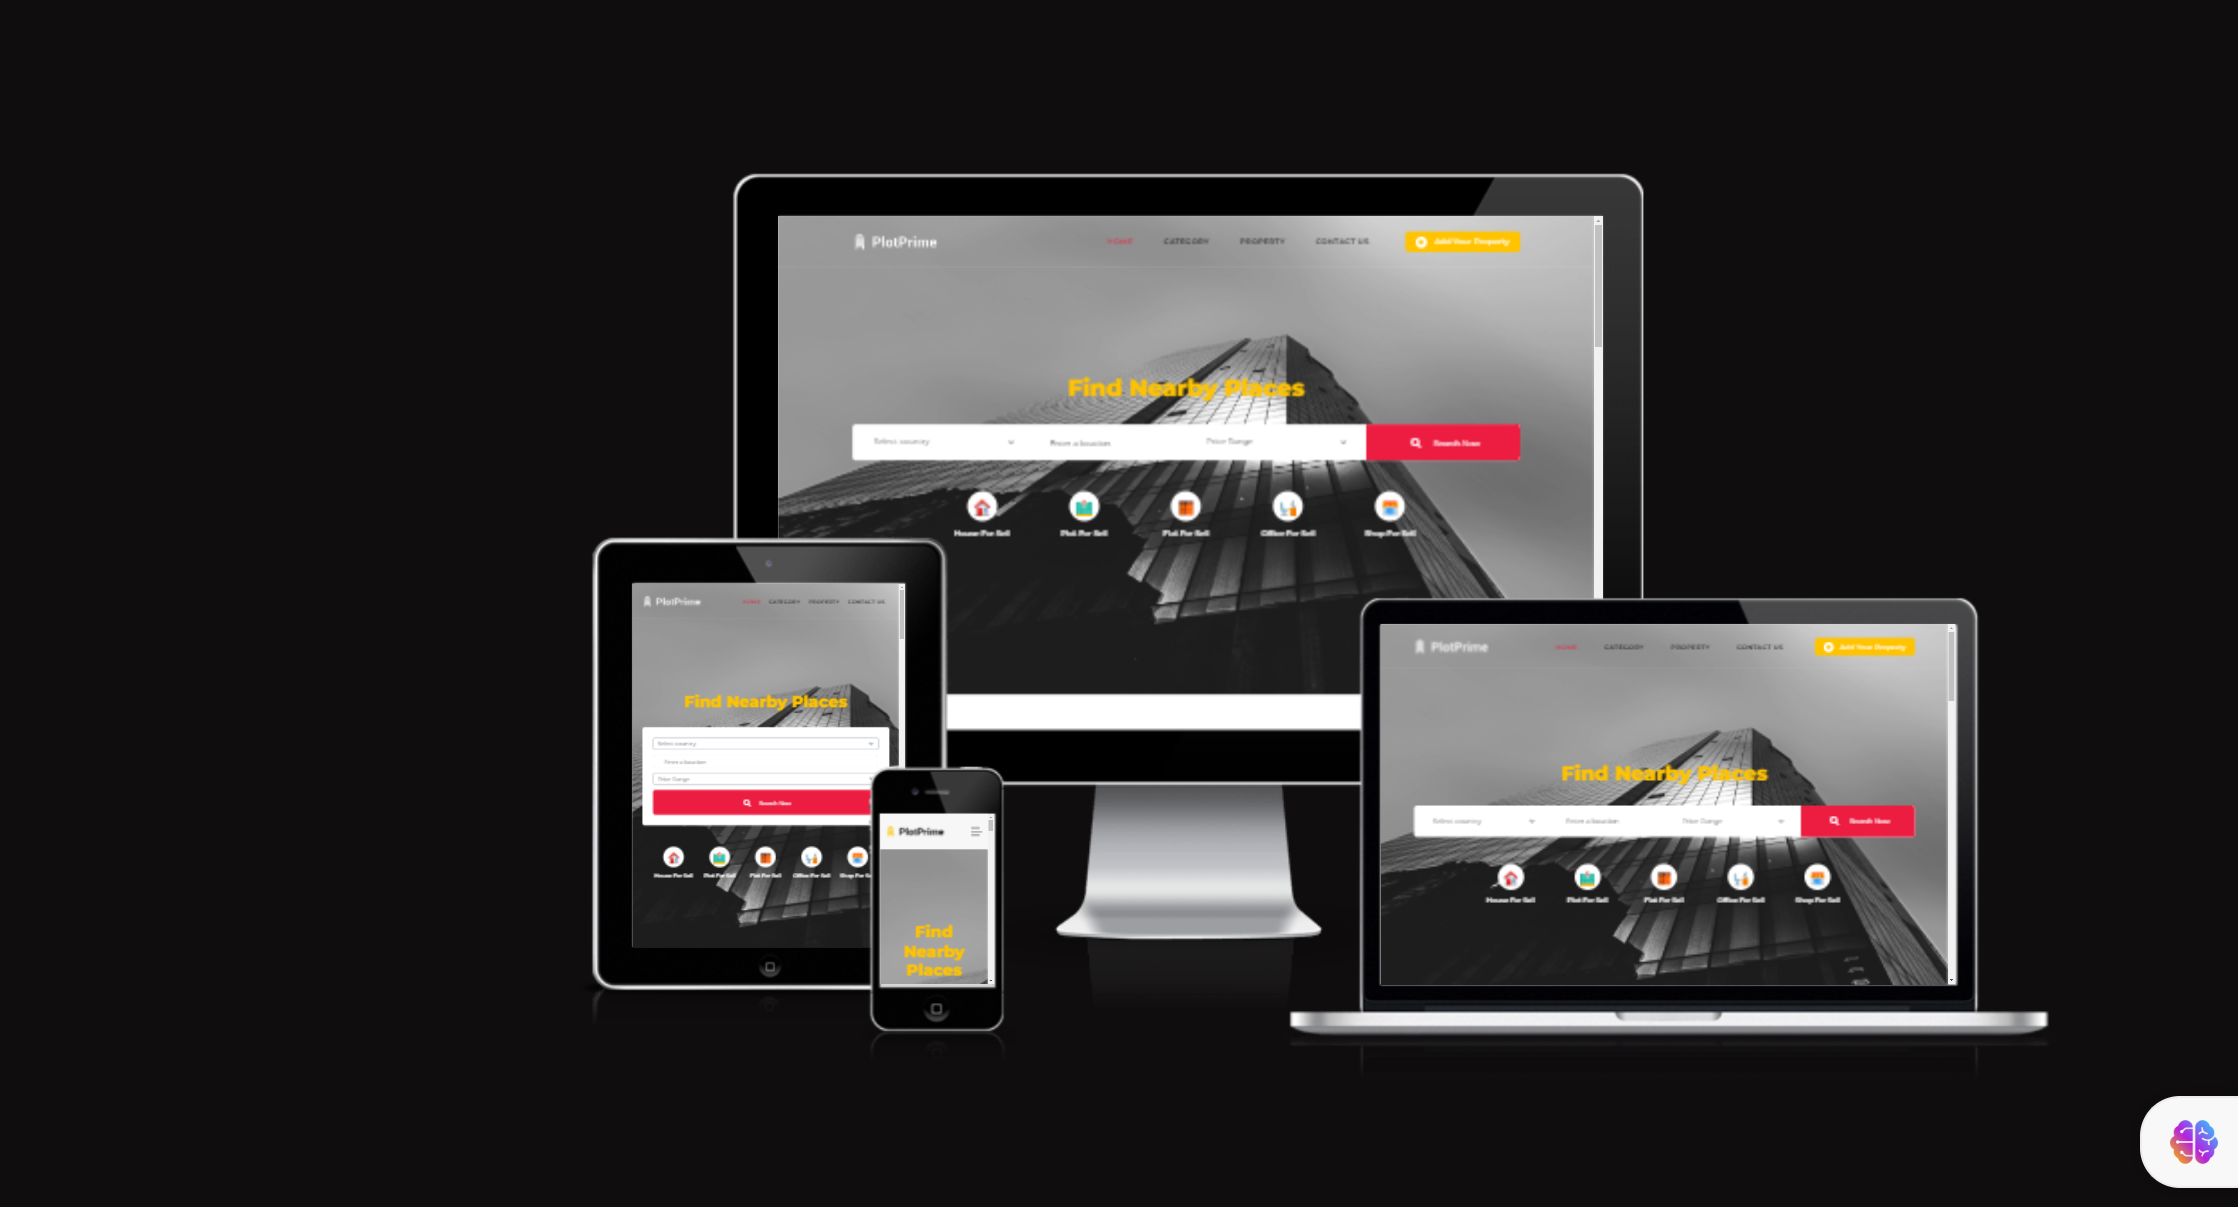 PlotPrime
HOME CATEGORY PROPERTY CONTACT US Add Your Property
Find Nearby Places
Select country Enter a location Price Range Search Now
House For Sell Plot For Sell Flat For Sell Office For Sell Shop For Sell
PlotPrime
HOME CATEGORY PROPERTY CONTACT US
Find Nearby Places
Select country
Enter a location
Price Range
Search Now
House For Sell Plot For Sell Flat For Sell Office For Sell Shop For
PlotPrime
Find
Nearby
Places
PlotPrime
HOME CATEGORY PROPERTY CONTACT US Add Your Property
Find Nearby Places
Select country Enter a location Price Range Search Now
House For Sell Plot For Sell Flat For Sell Office For Sell Shop For Sell